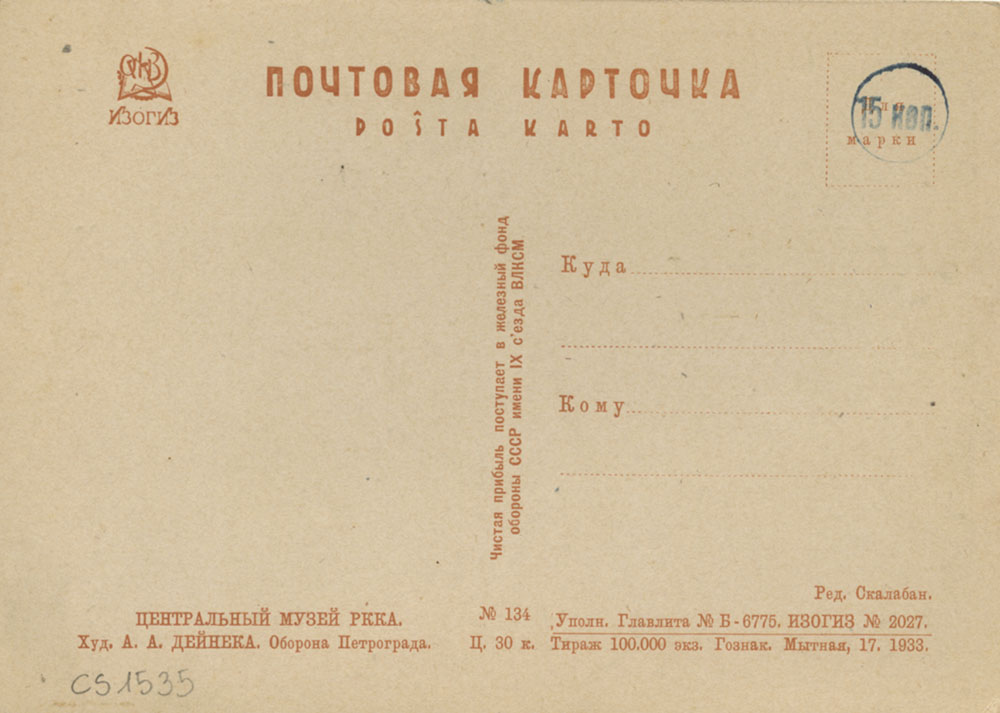 ИЗОГИЗ
ПОЧТОВАЯ КАРТОЧКА
POŜTA KARTO
15 коп.
Для
марки
Чистая прибыль поступает в железный фонд
обороны СССР имени IX с'езда ВЛКСМ
Куда
Кому
Ред. Скалабан.
ЦЕНТРАЛЬНЫЙ МУЗЕЙ РККА.
Худ. А. А. ДЕЙНЕКА. Оборона Петрограда.
№ 134
Ц. 30 к.
Уполн. Главлита № Б-6775. ИЗОГИЗ № 2027.
Тираж 100.000 экз. Гознак. Мытная, 17. 1933.
CS1535